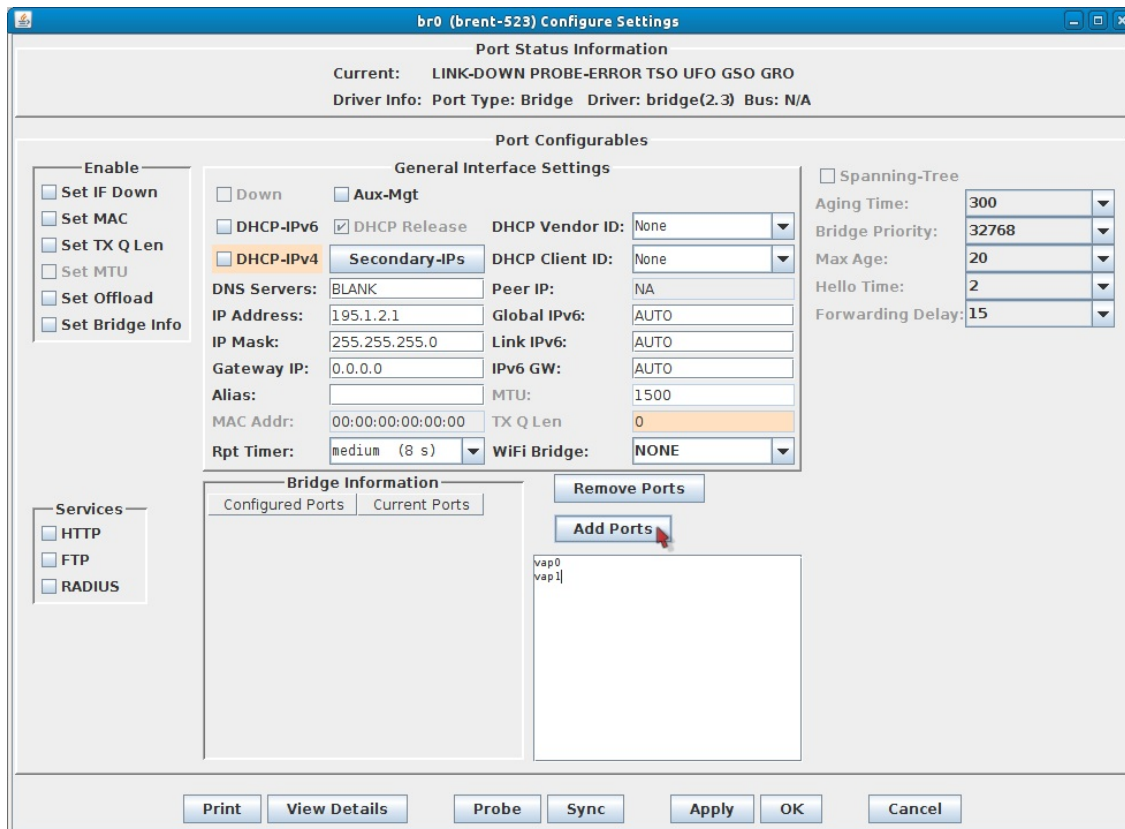 br0 (brent-523) Configure Settings
Port Status Information
Current: LINK-DOWN PROBE-ERROR TSO UFO GSO GRO
Driver Info: Port Type: Bridge Driver: bridge(2.3) Bus: N/A
Port Configurables
Enable
Set IF Down
Set MAC
Set TX Q Len
Set MTU
Set Offload
Set Bridge Info
General Interface Settings
Down Aux-Mgt
DHCP-IPv6 DHCP Release DHCP Vendor ID: None
DHCP-IPv4 Secondary-IPs DHCP Client ID: None
DNS Servers: BLANK Peer IP: NA
IP Address: 195.1.2.1 Global IPv6: AUTO
IP Mask: 255.255.255.0 Link IPv6: AUTO
Gateway IP: 0.0.0.0 IPv6 GW: AUTO
Alias: MTU: 1500
MAC Addr: 00:00:00:00:00:00 TX Q Len 0
Rpt Timer: medium (8 s) WiFi Bridge: NONE
Spanning-Tree
Aging Time: 300
Bridge Priority: 32768
Max Age: 20
Hello Time: 2
Forwarding Delay: 15
Services
HTTP
FTP
RADIUS
Bridge Information
Configured Ports Current Ports
Remove Ports
Add Ports
vap0
vap1
Print View Details Probe Sync Apply OK Cancel